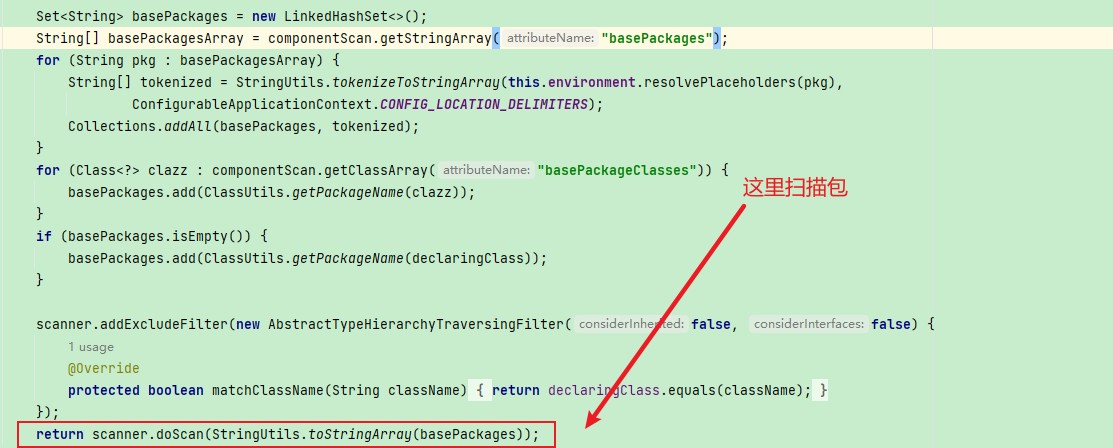 Set<String> basePackages = new LinkedHashSet<>();
String[] basePackagesArray = componentScan.getStringArray( attributeName: "basePackages");
for (String pkg : basePackagesArray) {
String[] tokenized = StringUtils.tokenizeToStringArray(this.environment.resolvePlaceholders(pkg),
ConfigurableApplicationContext.CONFIG_LOCATION_DELIMITERS);
Collections.addAll(basePackages, tokenized);
}
for (Class<?> clazz : componentScan.getClassArray( attributeName: "basePackageClasses")) {
basePackages.add(ClassUtils.getPackageName(clazz));
}
if (basePackages.isEmpty()) {
basePackages.add(ClassUtils.getPackageName(declaringClass));
}
这里扫描包
scanner.addExcludeFilter(new AbstractTypeHierarchyTraversingFilter( considerInherited: false, considerInterfaces: false) {
1 usage
@Override
protected boolean matchClassName(String className) { return declaringClass.equals(className); }
});
return scanner.doScan(StringUtils.toStringArray(basePackages));